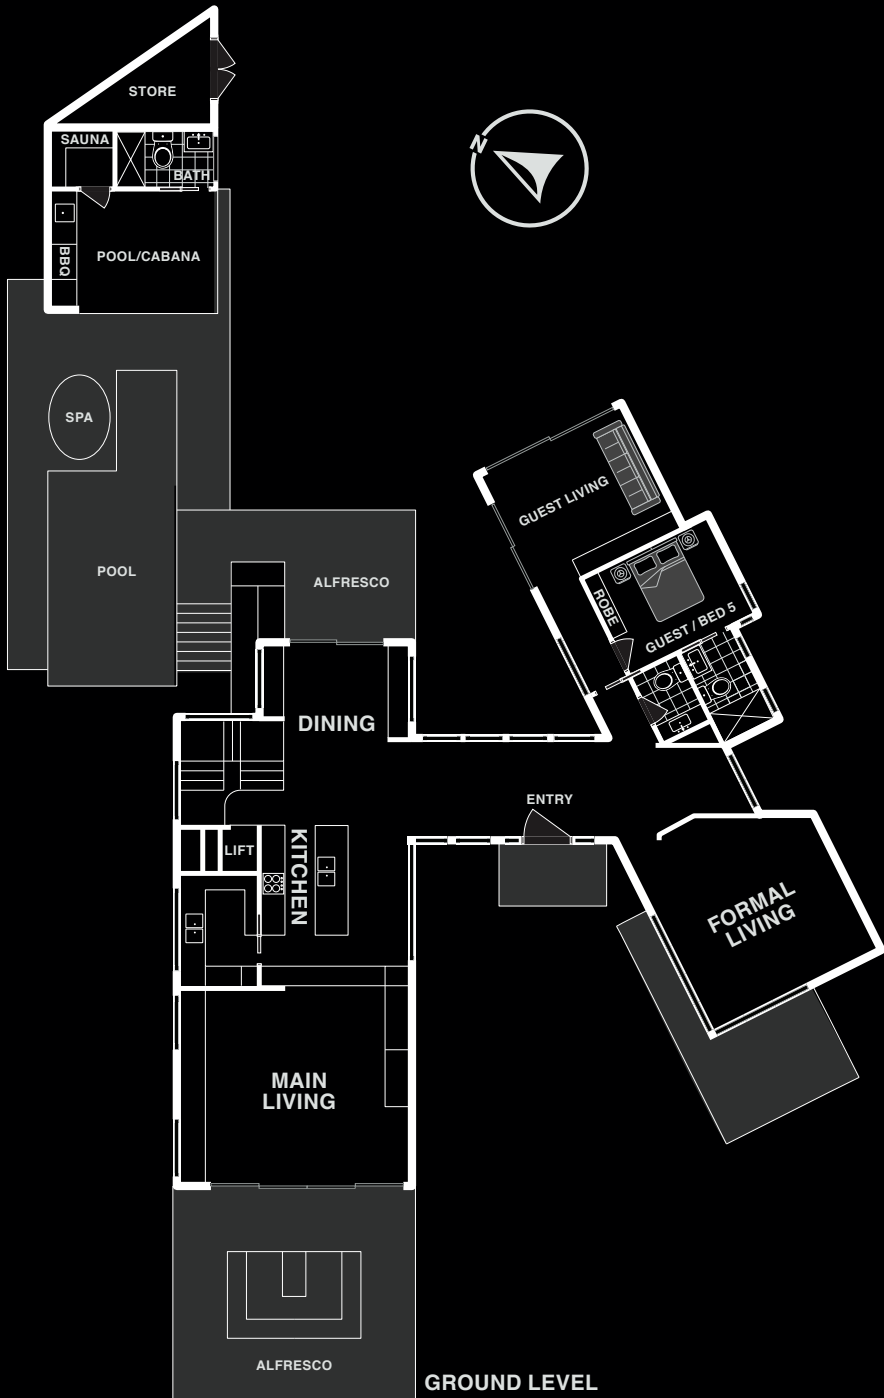 STORE
N
SAUNA
BATH
POOL/CABANA
BBQ
SPA
GUEST LIVING
POOL
ALFRESCO
ROBE
GUEST / BED 5
DINING
ENTRY
KITCHEN
LIFT
FORMAL
LIVING
MAIN
LIVING
ALFRESCO
GROUND LEVEL